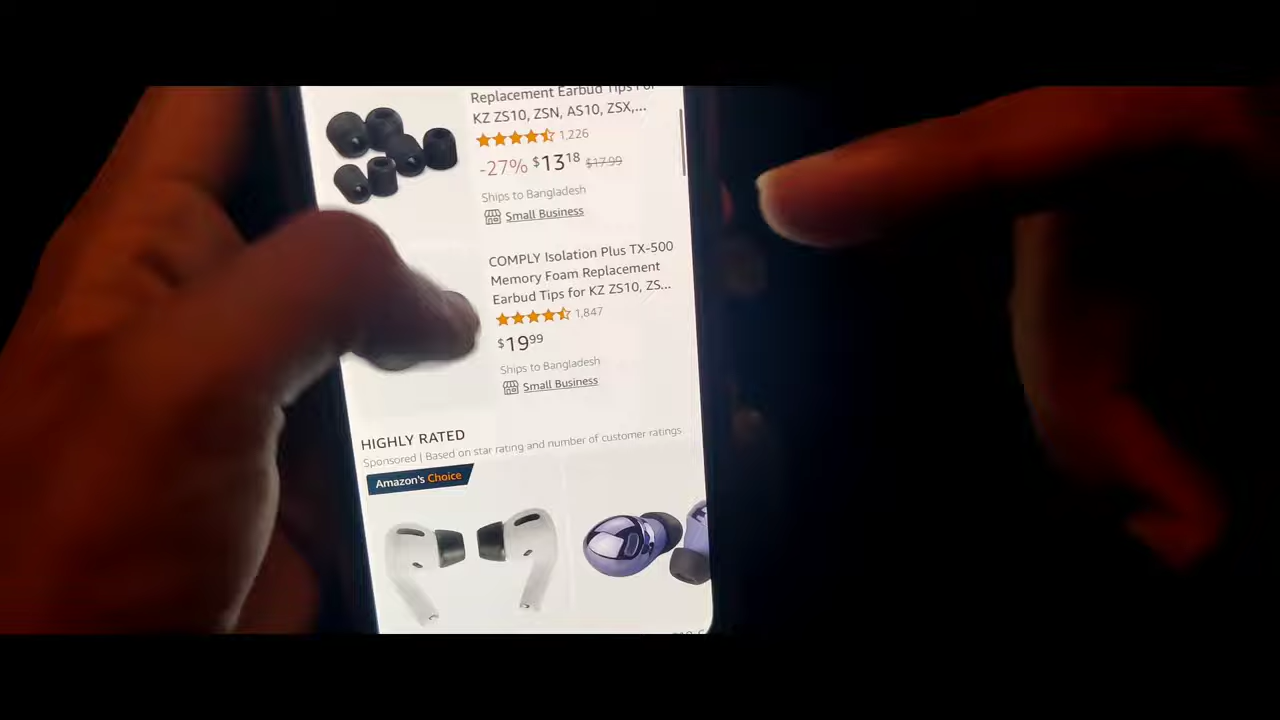 Replacement Earbud Tips For
KZ ZS10, ZSN, AS10, ZSX,...
1,226
-27% $13 18 $17.99
Ships to Bangladesh
Small Business
COMPLY Isolation Plus TX-500
Memory Foam Replacement
Earbud Tips for KZ ZS10, ZS...
1,847
$19 99
Ships to Bangladesh
Small Business
HIGHLY RATED
Sponsored | Based on star rating and number of customer ratings
Amazon's Choice